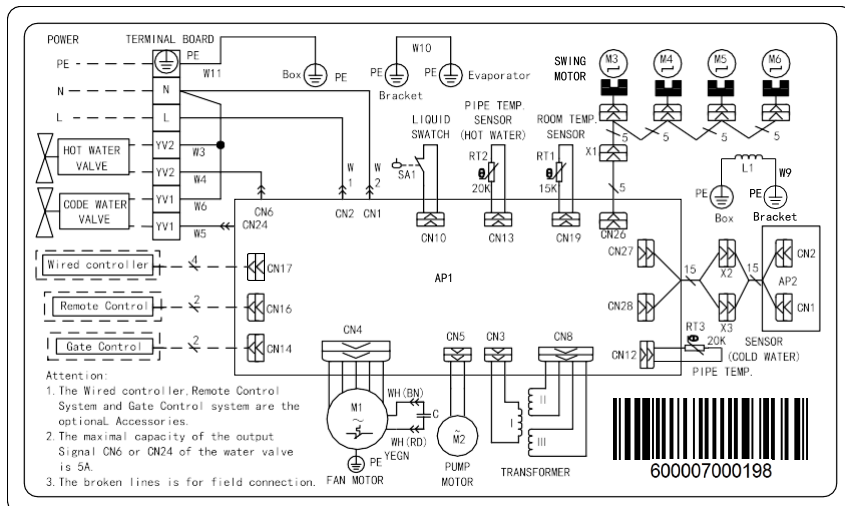 POWER
TERMINAL BOARD
PE
PE
W11
Box
PE
W10
PE
Bracket
PE
Evaporator
SWING
MOTOR
M3
M4
M5
M6
N
N
L
L
HOT WATER
VALVE
YV2
W3
YV2
W4
CODE WATER
VALVE
YV1
W6
YV1
W5
CN6
CN24
W
1
W
2
CN2
CN1
LIQUID
SWATCH
SA1
CN10
PIPE TEMP.
SENSOR
(HOT WATER)
RT2
20K
CN13
ROOM TEMP.
SENSOR
RT1
15K
CN19
5
5
5
5
X1
5
CN26
L1
W9
PE
Box
PE
Bracket
Wired controller
4
CN17
Remote Control
2
CN16
Gate Control
2
CN14
AP1
CN27
CN28
15
X2
X3
15
CN2
AP2
CN1
RT3
20K
CN12
SENSOR
(COLD WATER)
PIPE TEMP.
CN4
CN5
CN3
CN8
M1
~
WH(BN)
C
WH(RD)
YEGN
PE
FAN MOTOR
~
M2
PUMP
MOTOR
I
II
III
TRANSFORMER
Attention:
1. The Wired controller. Remote Control
System and Gate Control system are the
optionaL Accessories.
2. The maximal capacity of the output
Signal CN6 or CN24 of the water valve
is 5A.
3. The broken lines is for field connection.
600007000198